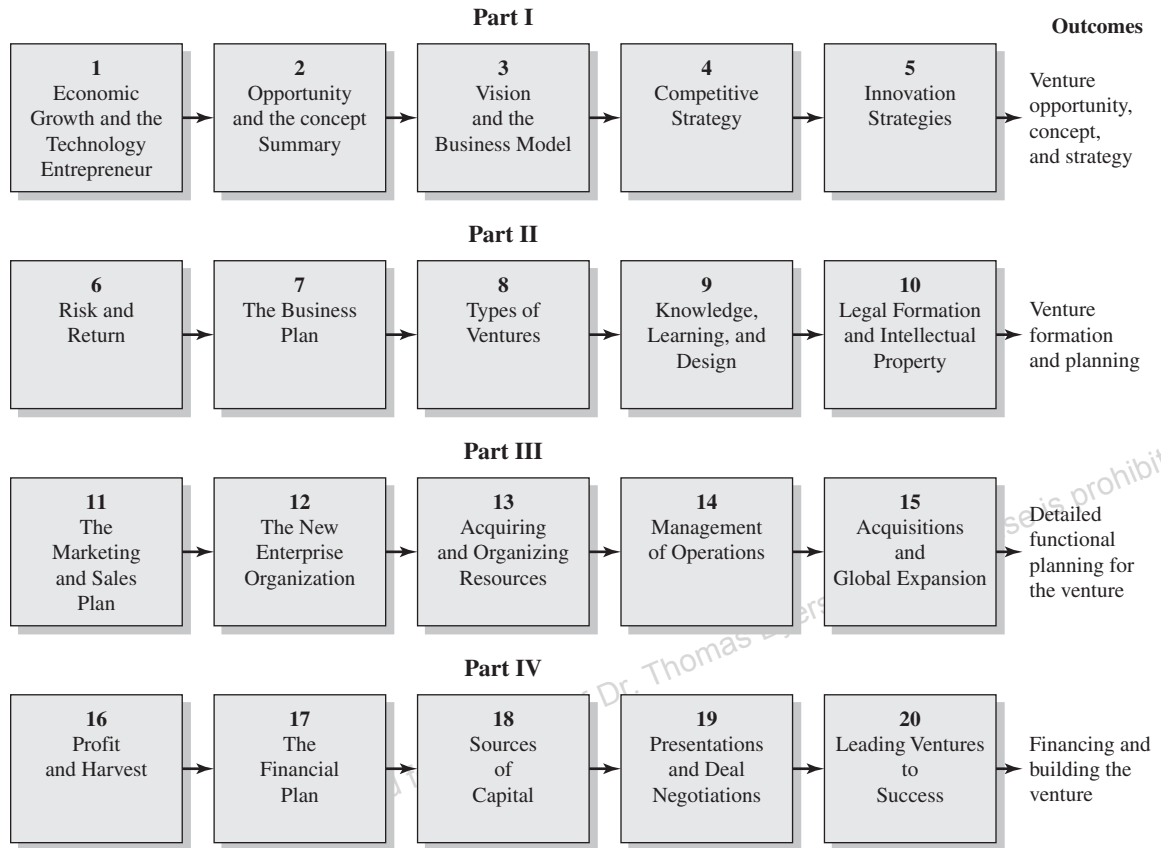 Part I
Outcomes
1
Economic
Growth and the
Technology
Entrepreneur
2
Opportunity
and the concept
Summary
3
Vision
and the
Business Model
4
Competitive
Strategy
5
Innovation
Strategies
Venture
opportunity,
concept,
and strategy
Part II
6
Risk and
Return
7
The Business
Plan
8
Types of
Ventures
9
Knowledge,
Learning, and
Design
10
Legal Formation
and Intellectual
Property
Venture
formation
and planning
Part III
11
The
Marketing
and Sales
Plan
12
The New
Enterprise
Organization
13
Acquiring
and Organizing
Resources
14
Management
of Operations
15
Acquisitions
and
Global Expansion
Detailed
functional
planning for
the venture
Part IV
16
Profit
and Harvest
17
The
Financial
Plan
18
Sources
of
Capital
19
Presentations
and Deal
Negotiations
20
Leading Ventures
to
Success
Financing and
building the
venture
Dr. Thomas
is